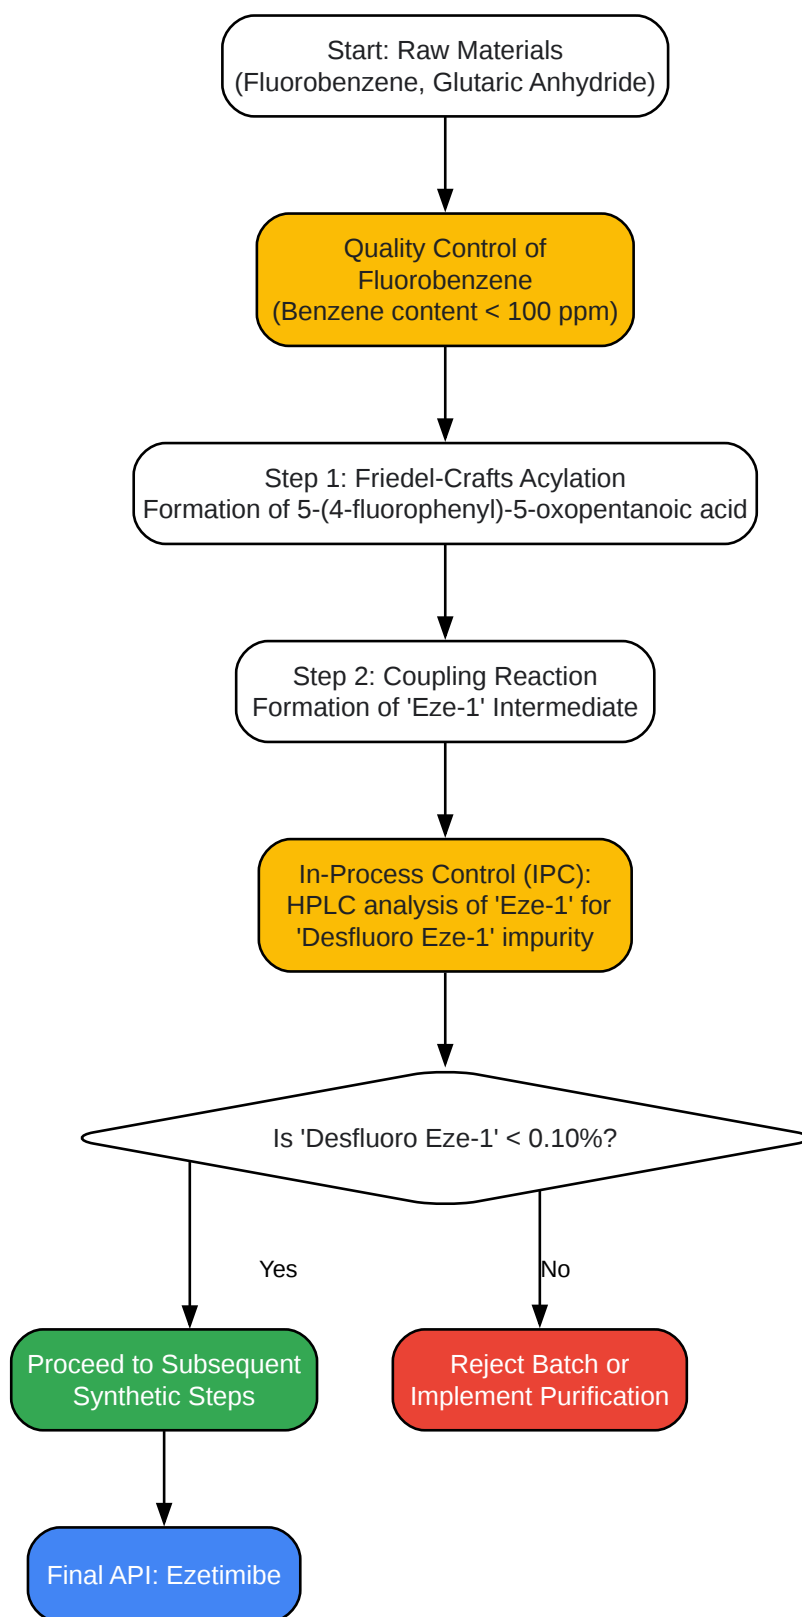 Start: Raw Materials
(Fluorobenzene, Glutaric Anhydride)
Quality Control of
Fluorobenzene
(Benzene content < 100 ppm)
Step 1: Friedel-Crafts Acylation
Formation of 5-(4-fluorophenyl)-5-oxopentanoic acid
Step 2: Coupling Reaction
Formation of 'Eze-1' Intermediate
In-Process Control (IPC):
HPLC analysis of 'Eze-1' for
'Desfluoro Eze-1' impurity
Is 'Desfluoro Eze-1' < 0.10%?
Yes
No
Proceed to Subsequent
Synthetic Steps
Reject Batch or
Implement Purification
Final API: Ezetimibe